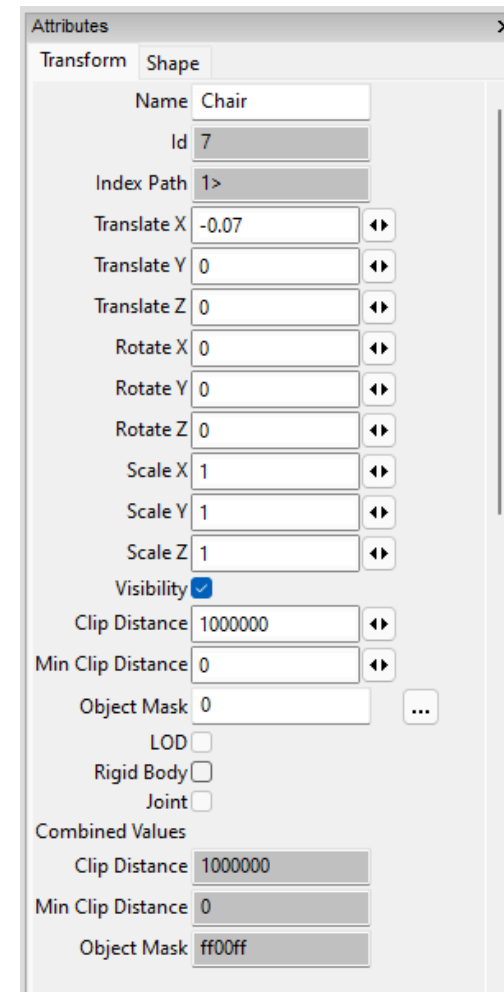 Attributes
Transform Shape
Name Chair
Id 7
Index Path 1>
Translate X -0.07
Translate Y 0
Translate Z 0
Rotate X 0
Rotate Y 0
Rotate Z 0
Scale X 1
Scale Y 1
Scale Z 1
Visibility
Clip Distance 1000000
Min Clip Distance 0
Object Mask 0 ...
LOD
Rigid Body
Joint
Combined Values
Clip Distance 1000000
Min Clip Distance 0
Object Mask ff00ff